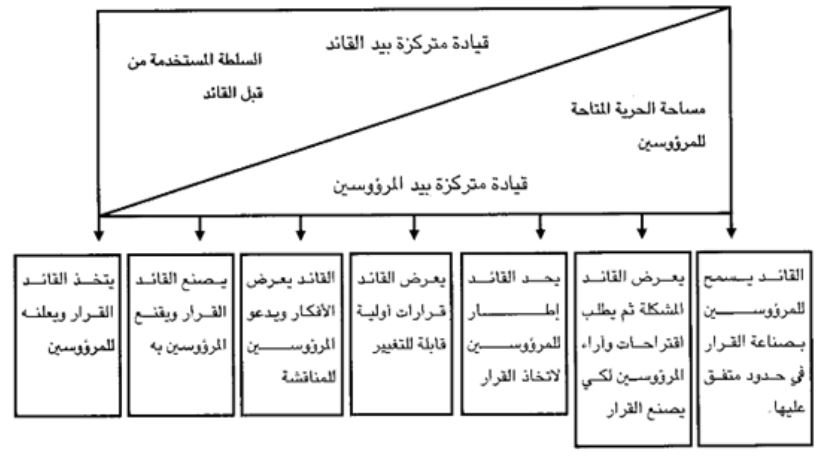 قيادة متركزة بيد القائد
السلطة المستخدمة من
قبل القائد
مساحة الحرية المتاحة
للمرؤوسين
قيادة متركزة بيد المرؤوسين
القائد يسمح
للمرؤوسين
بصناعة القرار
في حدود متفق
عليها.
يعرض القائد
المشكلة ثم يطلب
اقتراحات وآراء
المرؤوسين لكي
يصنع القرار
يحد القائد
إطار
للمرؤوسين
لاتخاذ القرار
يعرض القائد
قرارات أولية
قابلة للتغيير
القائد يعرض
الأفكار ويدعو
المرؤوسين
للمناقشة
يصنع القائد
القرار ويقنع
المرؤوسين به
يتخذ القائد
القرار ويعلنه
للمرؤوسين